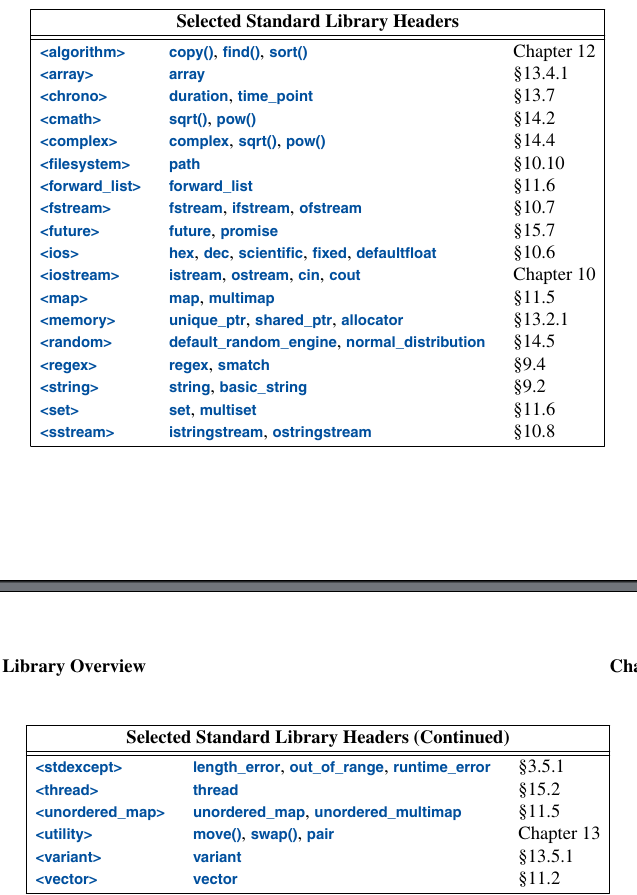 Selected Standard Library Headers
<algorithm> copy(), find(), sort() Chapter 12
<array> array §13.4.1
<chrono> duration, time_point §13.7
<cmath> sqrt(), pow() §14.2
<complex> complex, sqrt(), pow() §14.4
<filesystem> path §10.10
<forward_list> forward_list §11.6
<fstream> fstream, ifstream, ofstream §10.7
<future> future, promise §15.7
<ios> hex, dec, scientific, fixed, defaultfloat §10.6
<iostream> istream, ostream, cin, cout Chapter 10
<map> map, multimap §11.5
<memory> unique_ptr, shared_ptr, allocator §13.2.1
<random> default_random_engine, normal_distribution §14.5
<regex> regex, smatch §9.4
<string> string, basic_string §9.2
<set> set, multiset §11.6
<sstream> istringstream, ostringstream §10.8
Library Overview Cha
Selected Standard Library Headers (Continued)
<stdexcept> length_error, out_of_range, runtime_error §3.5.1
<thread> thread §15.2
<unordered_map> unordered_map, unordered_multimap §11.5
<utility> move(), swap(), pair Chapter 13
<variant> variant §13.5.1
<vector> vector §11.2